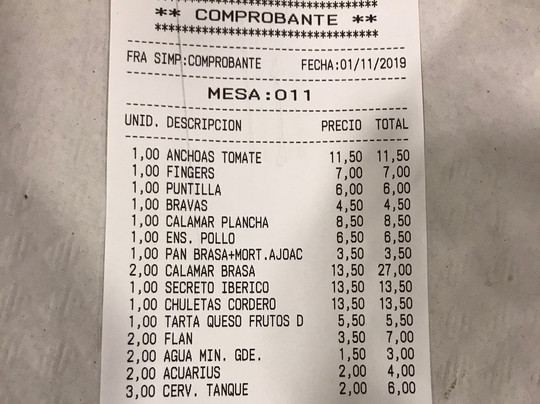 ***********************************
** COMPROBANTE **
***********************************
FRA SIMP:COMPROBANTE FECHA:01/11/2019
MESA:011
UNID. DESCRIPCION PRECIO TOTAL
1,00 ANCHOAS TOMATE 11,50 11,50
1,00 FINGERS 7,00 7,00
1,00 PUNTILLA 6,00 6,00
1,00 BRAVAS 4,50 4,50
1,00 CALAMAR PLANCHA 8,50 8,50
1,00 ENS. POLLO 6,50 6,50
1,00 PAN BRASA+MORT.AJOAC 3,50 3,50
2,00 CALAMAR BRASA 13,50 27,00
1,00 SECRETO IBERICO 13,50 13,50
1,00 CHULETAS CORDERO 13,50 13,50
1,00 TARTA QUESO FRUTOS D 5,50 5,50
2,00 FLAN 3,50 7,00
2,00 AGUA MIN. GDE. 1,50 3,00
2,00 ACUARIUS 2,00 4,00
3,00 CERV. TANQUE 2,00 6,00